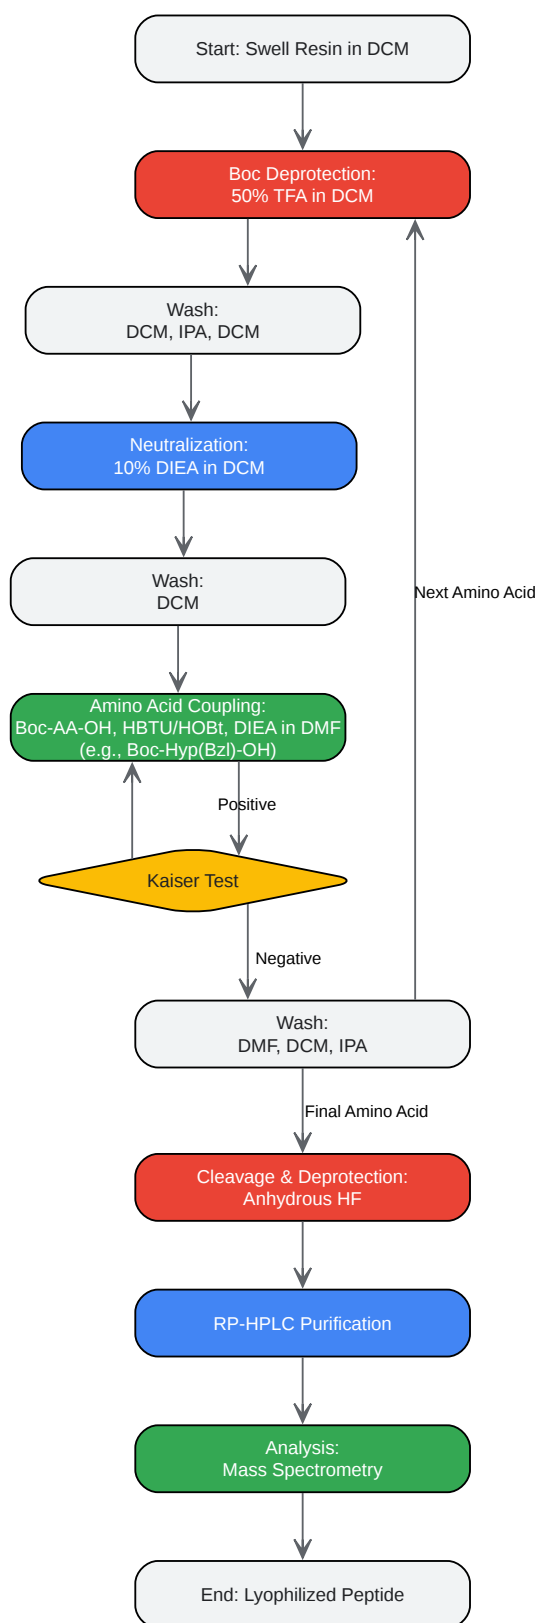 Start: Swell Resin in DCM
Boc Deprotection:
50% TFA in DCM
Wash:
DCM, IPA, DCM
Neutralization:
10% DIEA in DCM
Wash:
DCM
Next Amino Acid
Amino Acid Coupling:
Boc-AA-OH, HBTU/HOBt, DIEA in DMF
(e.g., Boc-Hyp(Bzl)-OH)
Positive
Kaiser Test
Negative
Wash:
DMF, DCM, IPA
Final Amino Acid
Cleavage & Deprotection:
Anhydrous HF
RP-HPLC Purification
Analysis:
Mass Spectrometry
End: Lyophilized Peptide